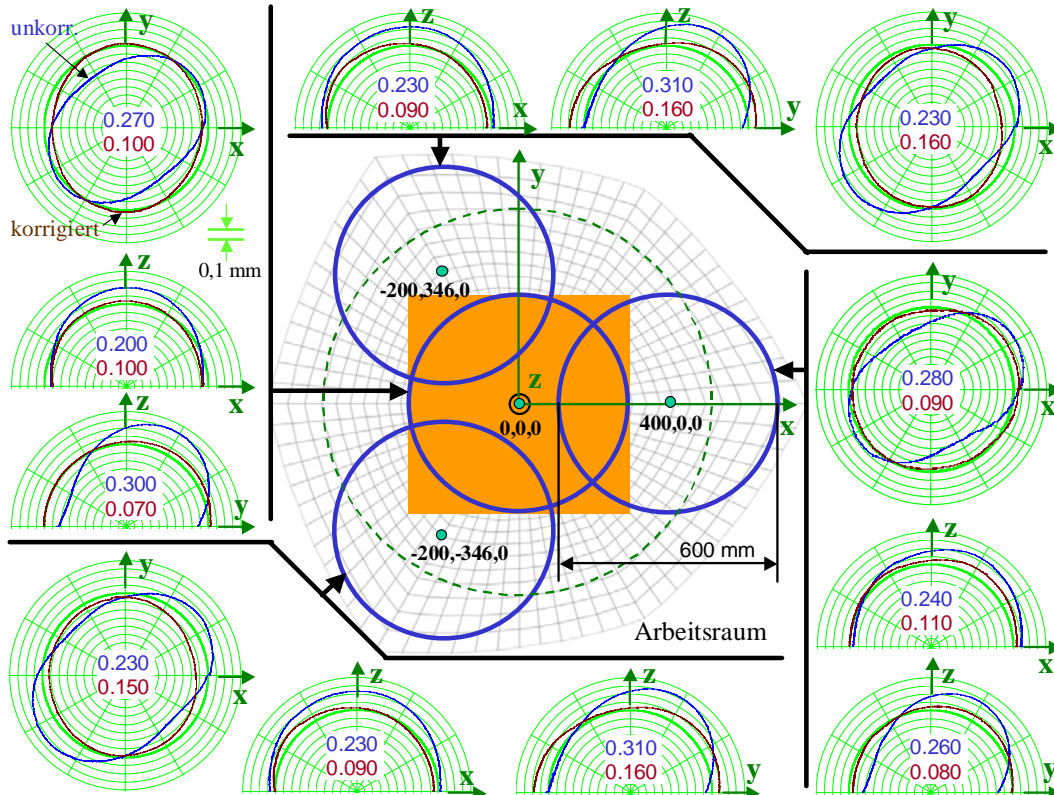 unkorr.
y
0.270
0.100
x
korrigiert
0,1 mm
z
0.230
0.090
x
z
0.310
0.160
y
y
0.230
0.160
x
z
0.200
0.100
x
z
0.300
0.070
y
y
-200,346,0
z
0,0,0
400,0,0
x
-200,-346,0
600 mm
Arbeitsraum
y
0.280
0.090
x
z
0.240
0.110
x
y
0.230
0.150
x
z
0.230
0.090
x
z
0.310
0.160
y
z
0.260
0.080
y